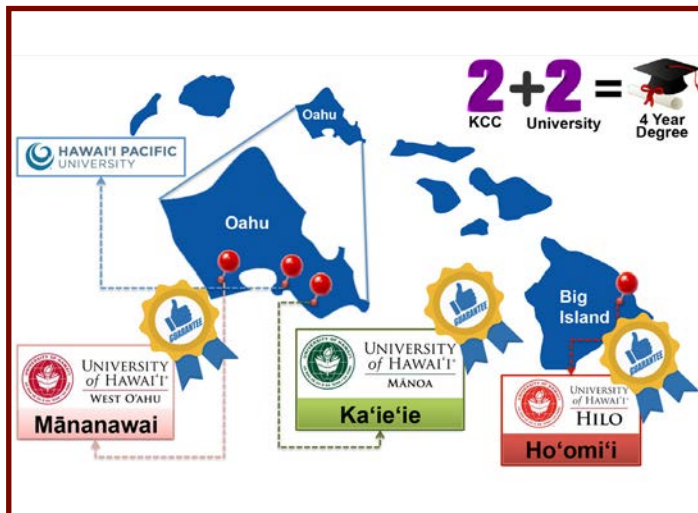 2+2=
KCC
University
4 Year
Degree
Oahu
HAWAI'I PACIFIC
UNIVERSITY
Oahu
Big
Island
GUARANTEE
GUARANTEE
GUARANTEE
UNIVERSITY
of HAWAI'I®
WEST O'AHU
Mānanawai
UNIVERSITY
of HAWAI'I®
MĀNOA
Ka'ie'ie
UNIVERSITY
of HAWAI'I®
HILO
Ho'omi'i